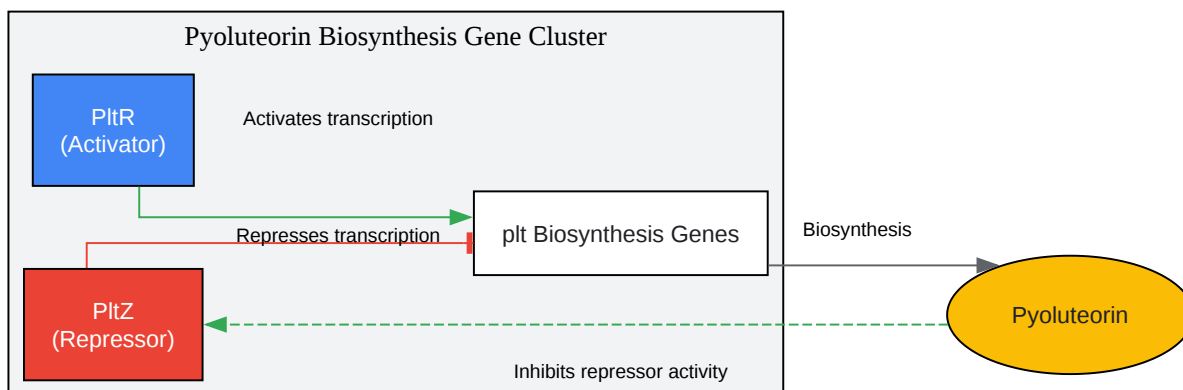 Pyoluteorin Biosynthesis Gene Cluster
PltR
(Activator)
Activates transcription
Represses transcription
plt Biosynthesis Genes
Biosynthesis
PltZ
(Repressor)
Pyoluteorin
Inhibits repressor activity